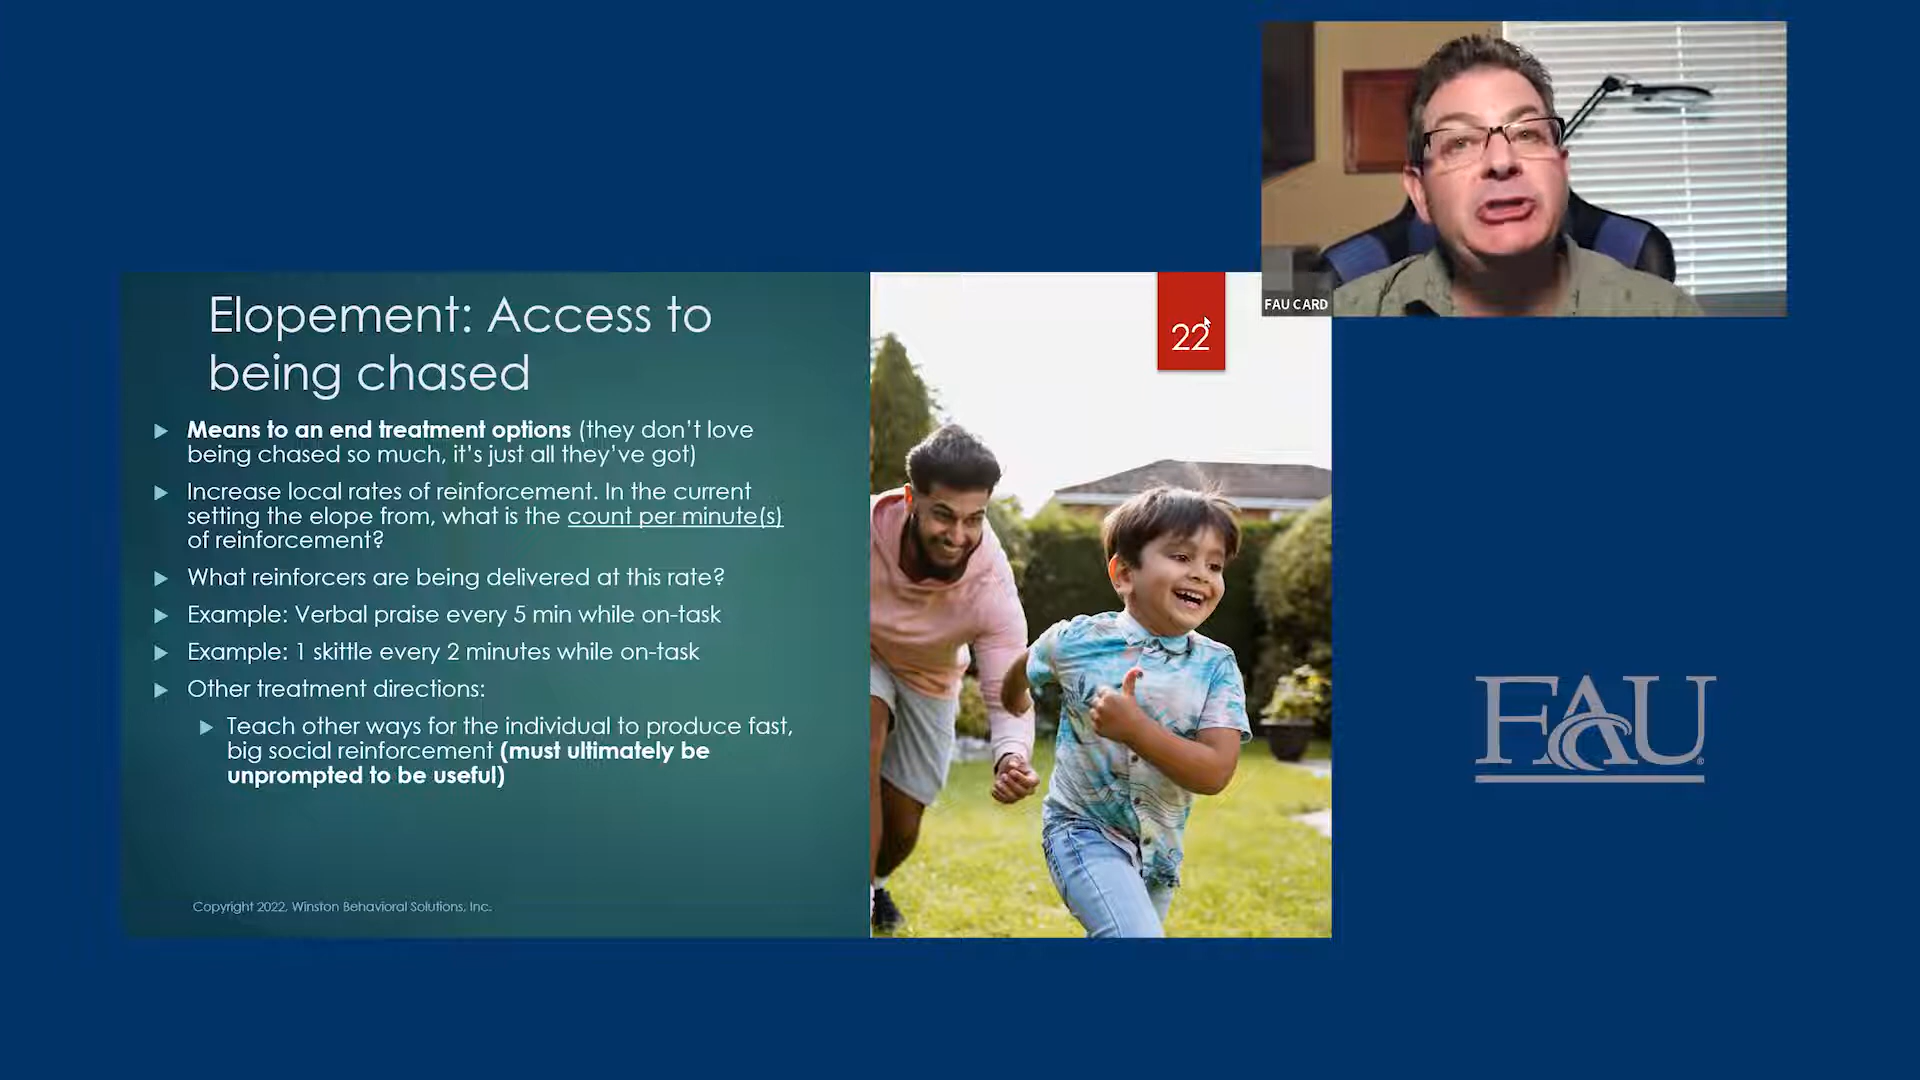 FAU CARD
Elopement: Access to
being chased
22
Means to an end treatment options (they don't love
being chased so much, it's just all they've got)
Increase local rates of reinforcement. In the current
setting the elope from, what is the count per minute(s)
of reinforcement?
What reinforcers are being delivered at this rate?
Example: Verbal praise every 5 min while on-task
Example: 1 skittle every 2 minutes while on-task
Other treatment directions:
Teach other ways for the individual to produce fast,
big social reinforcement (must ultimately be
unprompted to be useful)
Copyright 2022, Winston Behavioral Solutions, Inc.
FAU